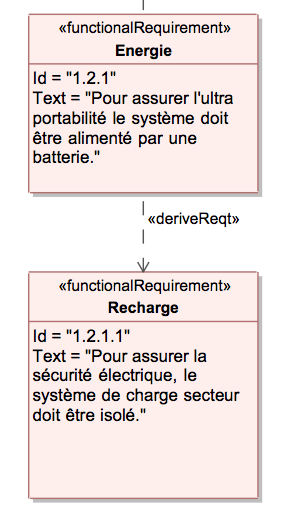 «functionalRequirement»
Energie
Id = "1.2.1"
Text = "Pour assurer l'ultra
portabilité le système doit
être alimenté par une
batterie."
«deriveReqt»
«functionalRequirement»
Recharge
Id = "1.2.1.1"
Text = "Pour assurer la
sécurité électrique, le
système de charge secteur
doit être isolé."